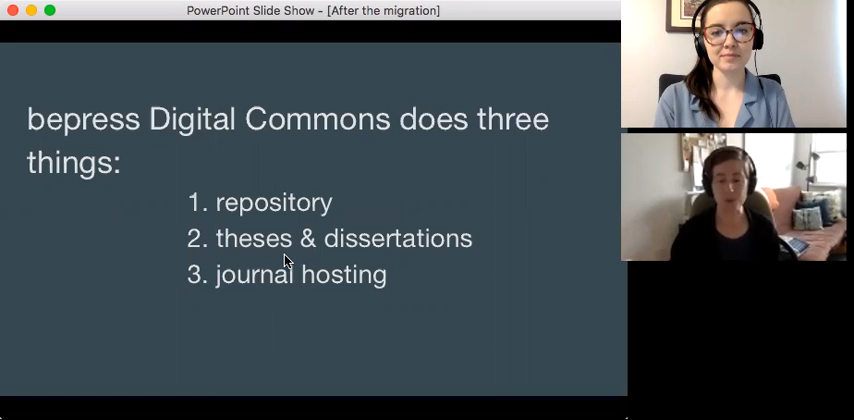 PowerPoint Slide Show - [After the migration]
bepress Digital Commons does three
things:
1. repository
2. theses & dissertations
3. journal hosting